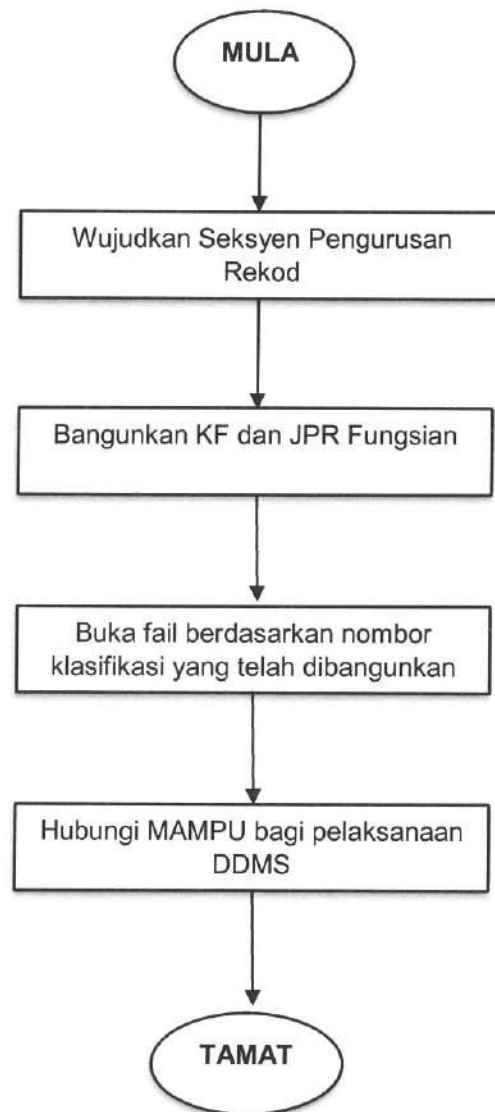 MULA
Wujudkan Seksyen Pengurusan
Rekod
Bangunkan KF dan JPR Fungsian
Buka fail berdasarkan nombor
klasifikasi yang telah dibangunkan
Hubungi MAMPU bagi pelaksanaan
DDMS
TAMAT